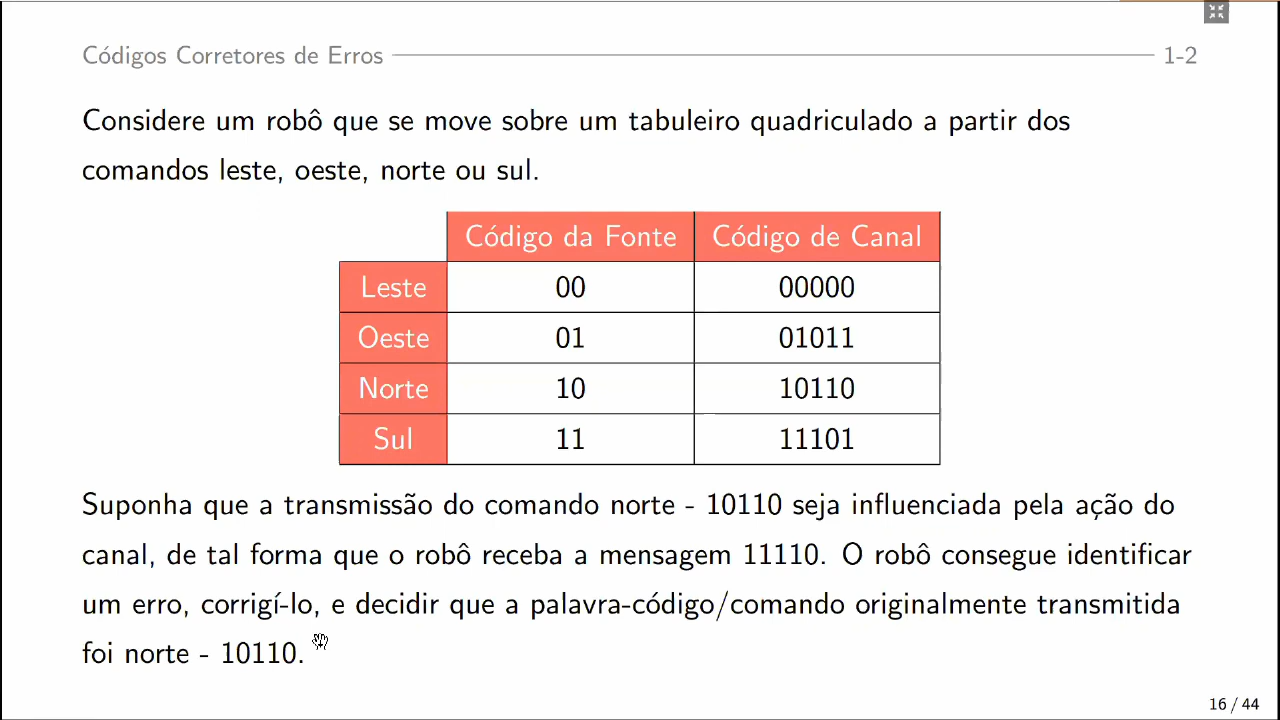 Códigos Corretores de Erros 1-2
Considere um robô que se move sobre um tabuleiro quadriculado a partir dos
comandos leste, oeste, norte ou sul.
Código da Fonte Código de Canal
Leste 00 00000
Oeste 01 01011
Norte 10 10110
Sul 11 11101
Suponha que a transmissão do comando norte - 10110 seja influenciada pela ação do
canal, de tal forma que o robô receba a mensagem 11110. O robô consegue identificar
um erro, corrigí-lo, e decidir que a palavra-código/comando originalmente transmitida
foi norte - 10110.
16 / 44